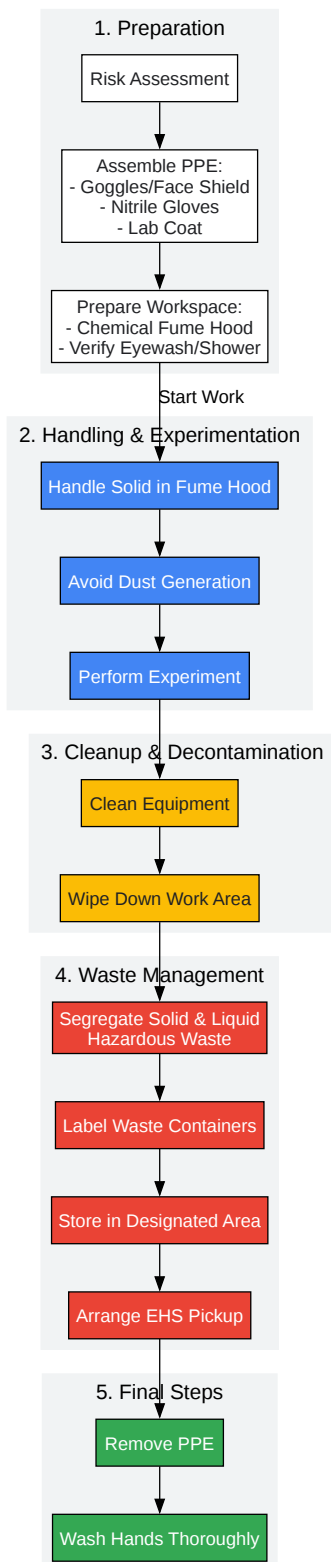 1. Preparation
Risk Assessment
Assemble PPE:
- Goggles/Face Shield
- Nitrile Gloves
- Lab Coat
Prepare Workspace:
- Chemical Fume Hood
- Verify Eyewash/Shower
Start Work
2. Handling & Experimentation
Handle Solid in Fume Hood
Avoid Dust Generation
Perform Experiment
3. Cleanup & Decontamination
Clean Equipment
Wipe Down Work Area
4. Waste Management
Segregate Solid & Liquid
Hazardous Waste
Label Waste Containers
Store in Designated Area
Arrange EHS Pickup
5. Final Steps
Remove PPE
Wash Hands Thoroughly